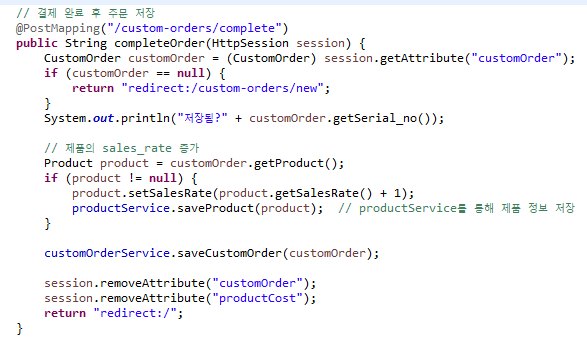 // 결제 완료 후 주문 저장
@PostMapping("/custom-orders/complete")
public String completeOrder(HttpSession session) {
    CustomOrder customOrder = (CustomOrder) session.getAttribute("customOrder");
    if (customOrder == null) {
        return "redirect:/custom-orders/new";
    }
    System.out.println("저장됨?" + customOrder.getSerial_no());

    // 제품의 sales_rate 증가
    Product product = customOrder.getProduct();
    if (product != null) {
        product.setSalesRate(product.getSalesRate() + 1);
        productService.saveProduct(product);  // productService를 통해 제품 정보 저장
    }

    customOrderService.saveCustomOrder(customOrder);

    session.removeAttribute("customOrder");
    session.removeAttribute("productCost");
    return "redirect:/";
}